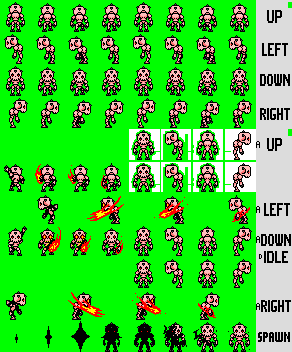 UP
LEFT
DOWN
RIGHT
A UP
A LEFT
A DOWN
D IDLE
A RIGHT
SPAWN